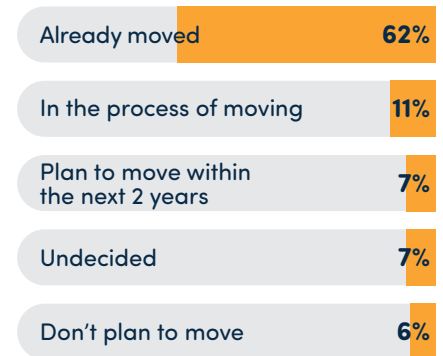 Already moved 62%
In the process of moving 11%
Plan to move within
the next 2 years 7%
Undecided 7%
Don’t plan to move 6%